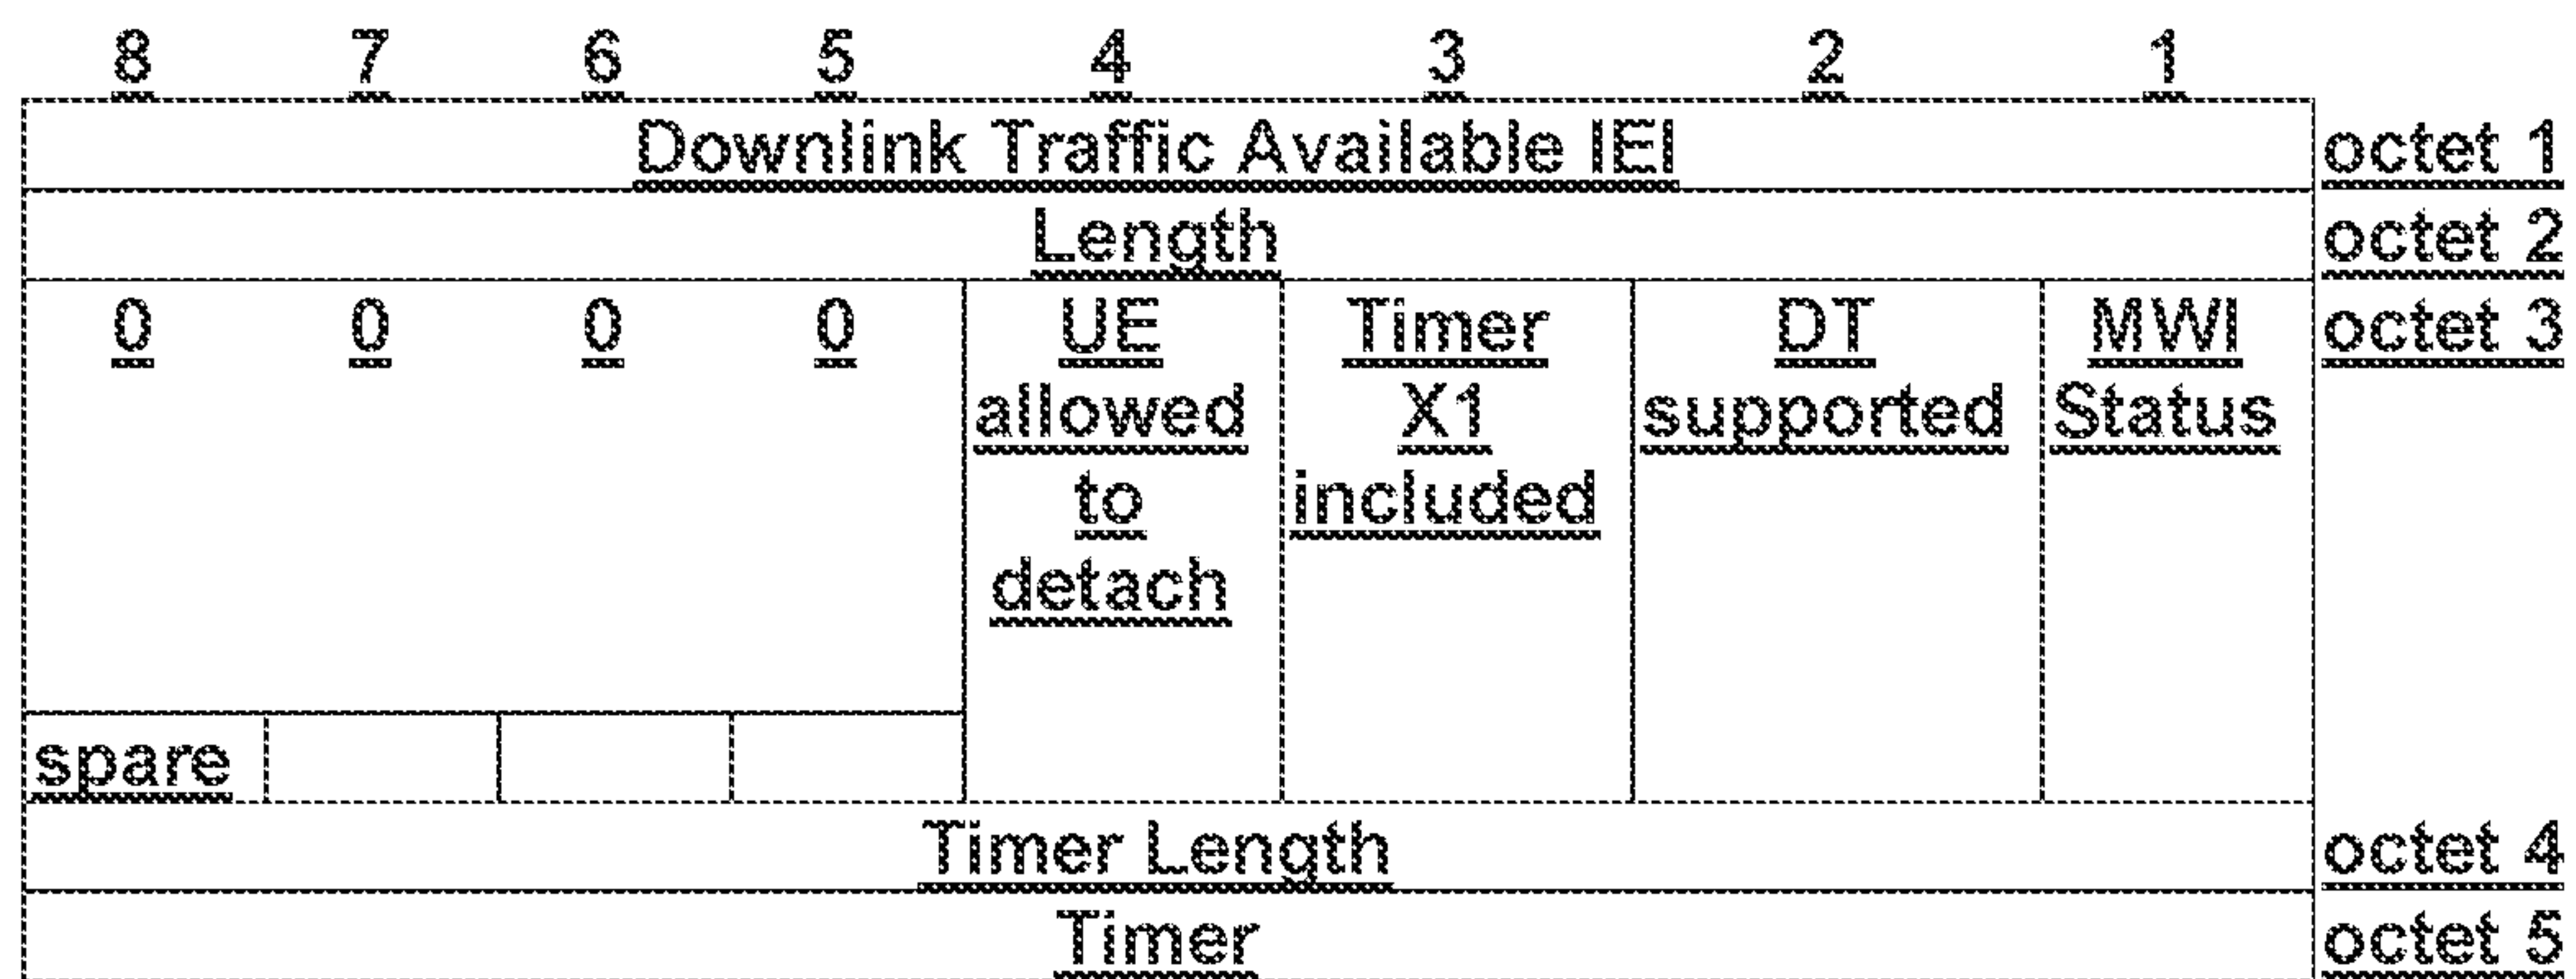 8 7 6 5 4 3 2 1
Downlink Traffic Available IEI octet 1
Length octet 2
0 0 0 0 UE Timer DT MWI octet 3
allowed X1 supported Status
to included
detach
spare
Timer Length octet 4
Timer octet 5